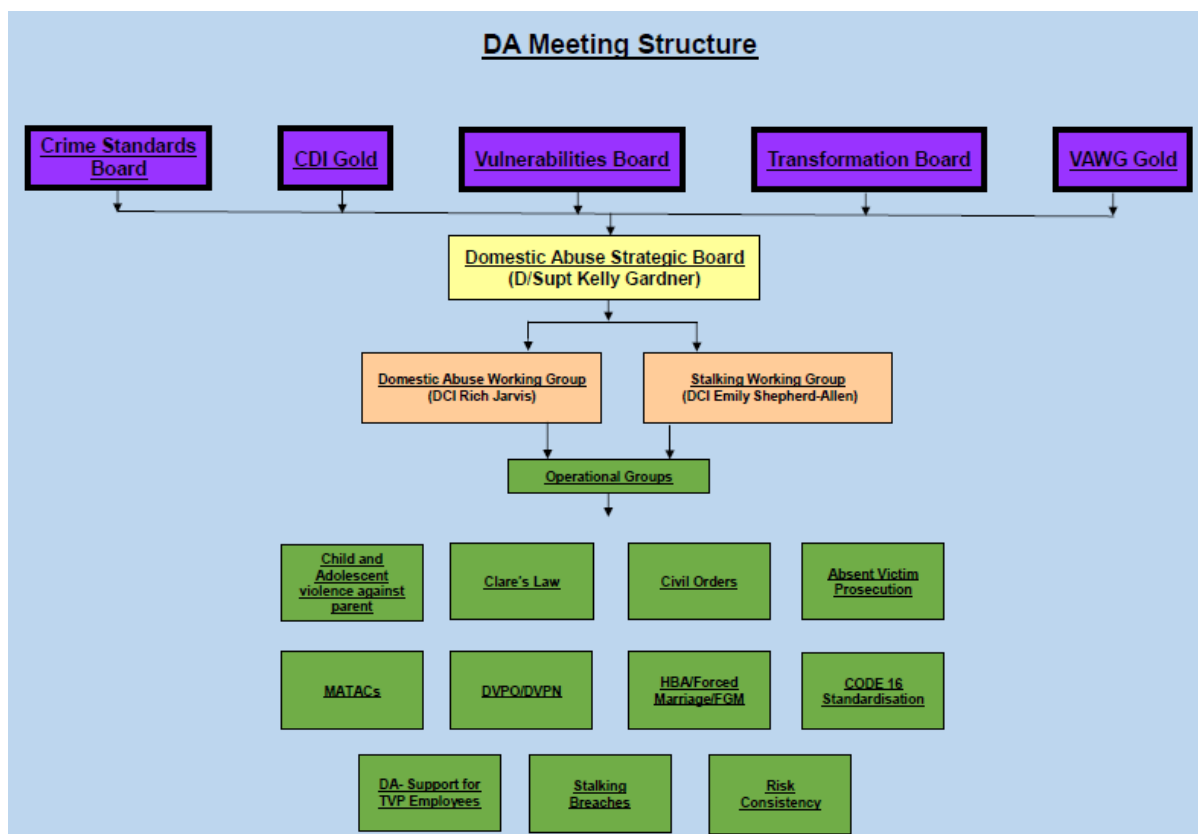 DA Meeting Structure
Crime Standards
Board
CDI Gold
Vulnerabilities Board
Transformation Board
VAWG Gold
Domestic Abuse Strategic Board
(D/Supt Kelly Gardner)
Domestic Abuse Working Group
(DCI Rich Jarvis)
Stalking Working Group
(DCI Emily Shepherd-Allen)
Operational Groups
Child and
Adolescent
violence against
parent
Clare's Law
Civil Orders
Absent Victim
Prosecution
MATACs
DVPO/DVPN
HBA/Forced
Marriage/FGM
CODE 16
Standardisation
DA- Support for
TVP Employees
Stalking
Breaches
Risk
Consistency